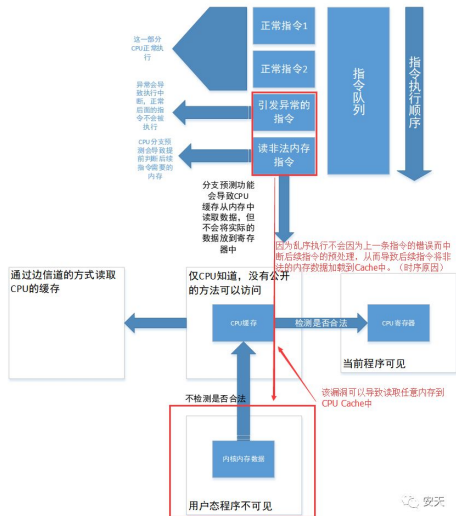 正常指令1
这一部分
CPU正常执
行
正常指令2
异常会导
致执行中
断，正常
后面的指
令不会被
执行
引发异常的
指令
CPU分支预
测会导致提
前判断后续
指令需要的
内存
读非法内存
指令
指令队列
指令执行顺序
分支预测功能
会导致CPU
缓存从内存中
读取数据，但
不会将实际的
数据放到寄存
器中
因为乱序执行不会因为上一条指令的错误而中
断后续指令的预处理，从而导致后续指令将非
法的内存数据加载到Cache中。（时序原因）
通过边信道的方式读取
CPU的缓存
仅CPU知道，没有公开
的方法可以访问
CPU缓存
检测是否合法
CPU寄存器
当前程序可见
不检测是否合法
该漏洞可以导致读取任意内存到
CPU Cache中
内核内存数据
用户态程序不可见
安天